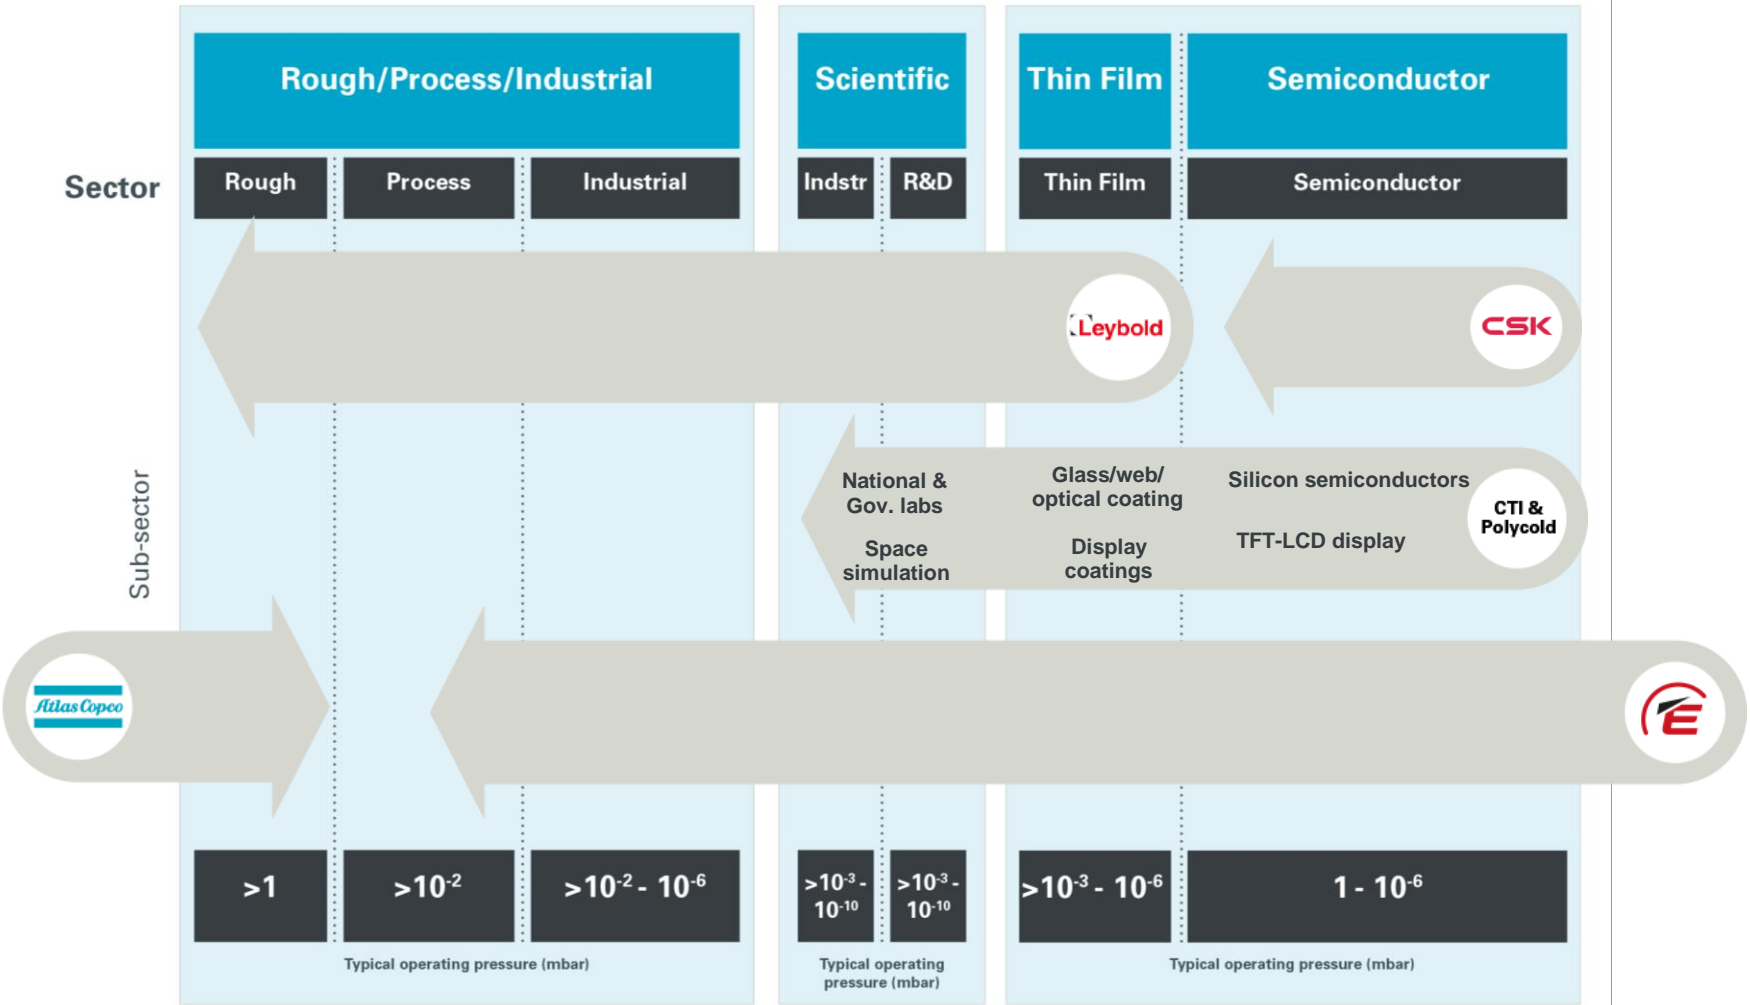 Rough/Process/Industrial
Scientific
Thin Film
Semiconductor
Sector
Rough
Process
Industrial
Indstr
R&D
Thin Film
Semiconductor
Leybold
CSK
Sub-sector
National &
Gov. labs
Space
simulation
Glass/web/
optical coating
Display
coatings
Silicon semiconductors
TFT-LCD display
CTI &
Polycold
Atlas Copco
E
>1
>10⁻²
>10⁻² - 10⁻⁶
>10⁻³ -
10⁻¹⁰
>10⁻³ -
10⁻¹⁰
>10⁻³ - 10⁻⁶
1 - 10⁻⁶
Typical operating pressure (mbar)
Typical operating
pressure (mbar)
Typical operating pressure (mbar)